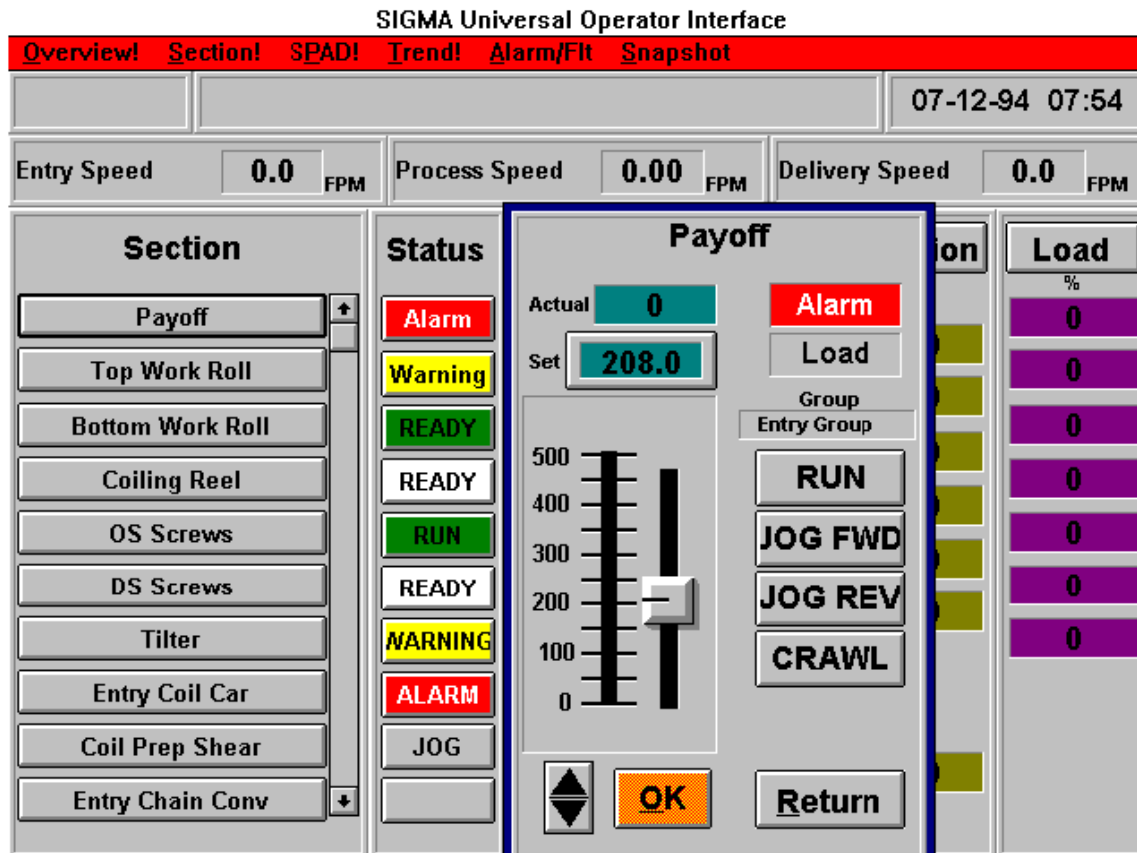 SIGMA Universal Operator Interface
Overview! Section! SPAD! Trend! Alarm/Flt Snapshot
07-12-94 07:54
Entry Speed 0.0 FPM Process Speed 0.00 FPM Delivery Speed 0.0 FPM
Section
Payoff
Top Work Roll
Bottom Work Roll
Coiling Reel
OS Screws
DS Screws
Tilter
Entry Coil Car
Coil Prep Shear
Entry Chain Conv
Status
Alarm
Warning
READY
READY
RUN
READY
WARNING
ALARM
JOG
Payoff
Actual 0
Set 208.0
500
400
300
200
100
0
OK
Alarm
Load
Group
Entry Group
RUN
JOG FWD
JOG REV
CRAWL
Return
ion
Load
%
0
0
0
0
0
0
0